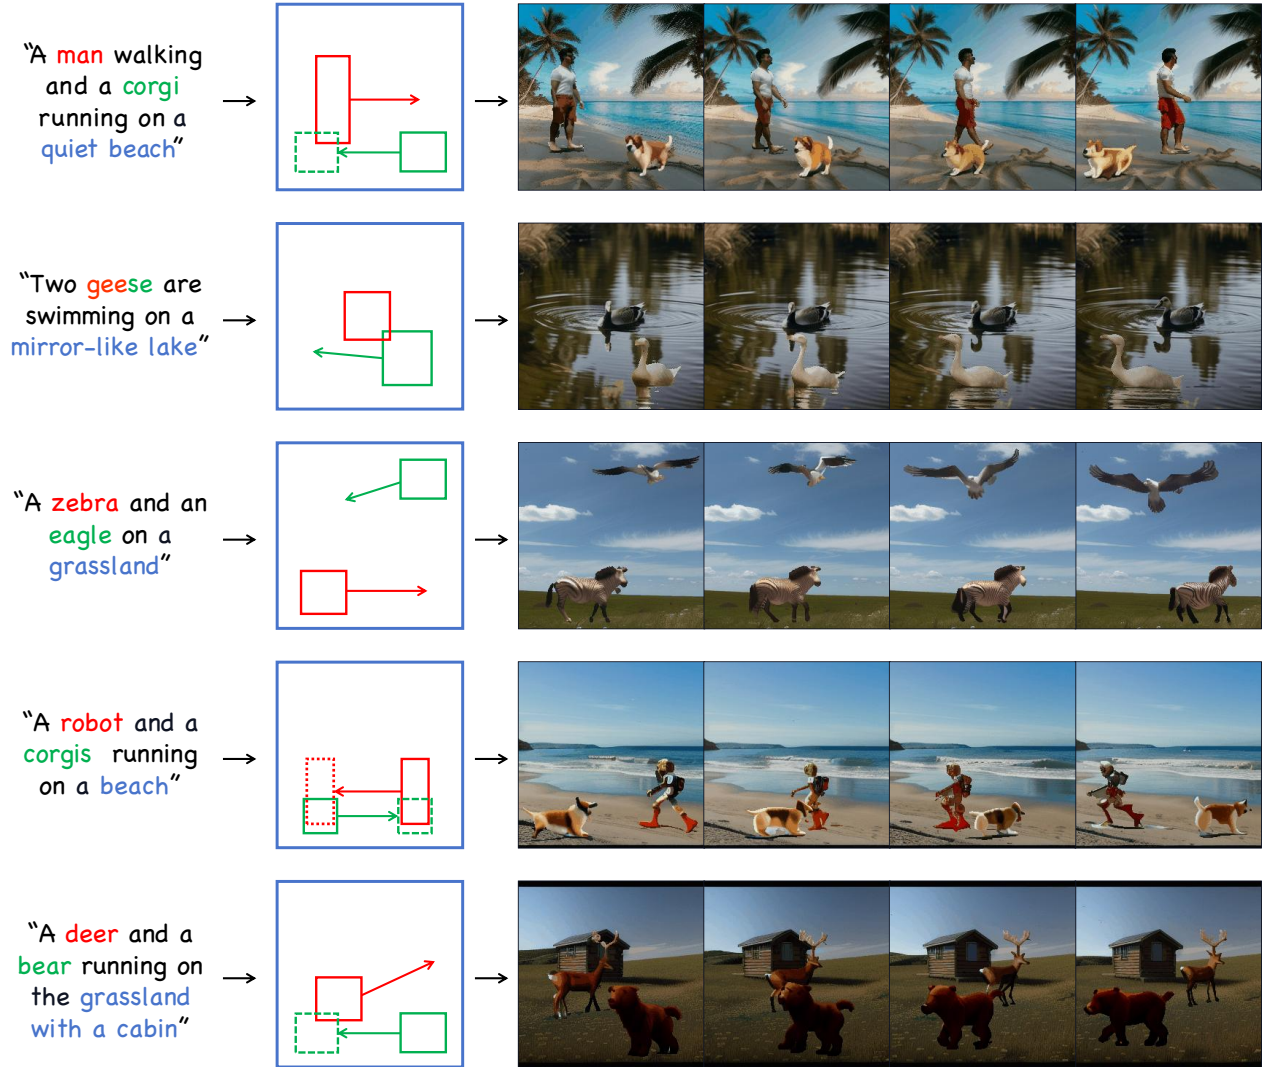 “A man walking
and a corgi
running on a
quiet beach”
“Two geese are
swimming on a
mirror-like lake”
“A zebra and an
eagle on a
grassland”
“A robot and a
corgis running
on a beach”
“A deer and a
bear running on
the grassland
with a cabin”